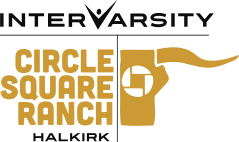 INTERVARSITY
CIRCLE
SQUARE
RANCH
HALKIRK